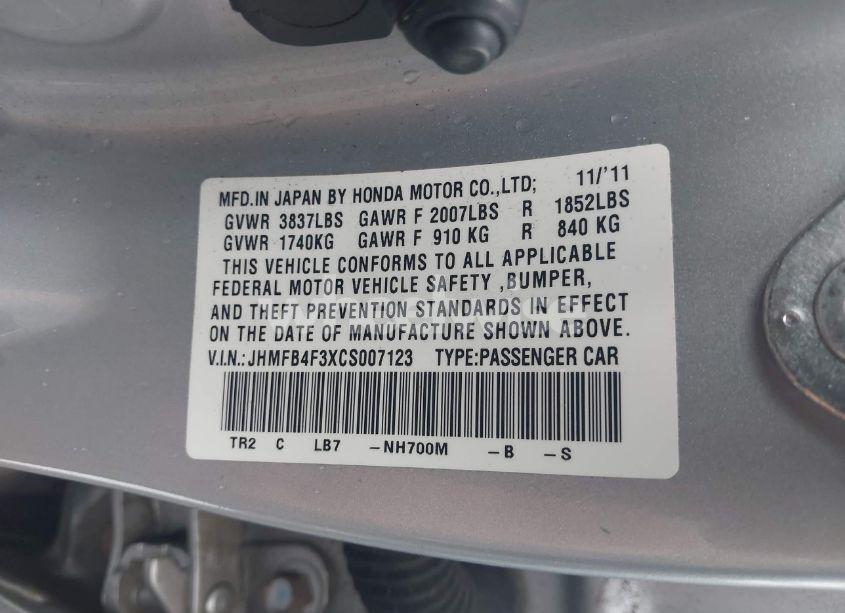 MFD.IN JAPAN BY HONDA MOTOR CO.,LTD; 11/'11
GVWR 3837LBS GAWR F 2007LBS R 1852LBS
GVWR 1740KG GAWR F 910 KG R 840 KG
THIS VEHICLE CONFORMS TO ALL APPLICABLE
FEDERAL MOTOR VEHICLE SAFETY ,BUMPER,
AND THEFT PREVENTION STANDARDS IN EFFECT
ON THE DATE OF MANUFACTURE SHOWN ABOVE.
V.I.N.:JHMFB4F3XCS007123 TYPE:PASSENGER CAR
TR2 C LB7 -NH700M -B -S